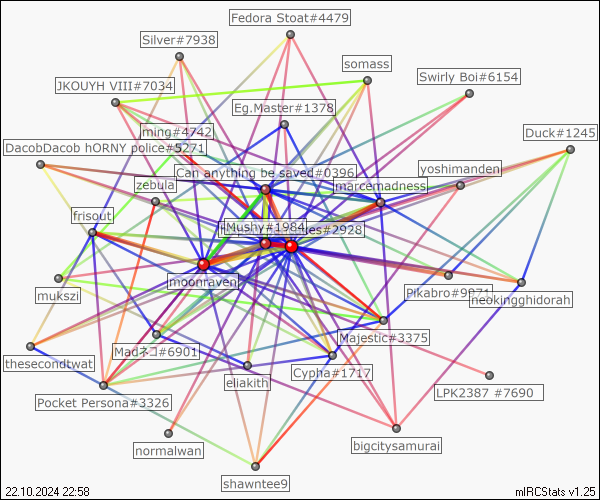 Fedora Stoat#4479
Silver#7938
somass
Swirly Boi#6154
JKOUYH VIII#7034
Eg.Master#1378
ming#4742
Duck#1245
DacobDacob hORNY police#5271
Can anything be saved#0396
yoshimanden
zebula
marcemadness
frisout
Mushy#1984
es#2928
moonraven
Pikabro#9871
mukszi
neokingghidorah
Majestic#3375
Madネコ#6901
thesecondtwat
Cypha#1717
eliakith
LPK2387 #7690
Pocket Persona#3326
bigcitysamurai
normalwan
shawntee9
22.10.2024 22:58
mIRCStats v1.25